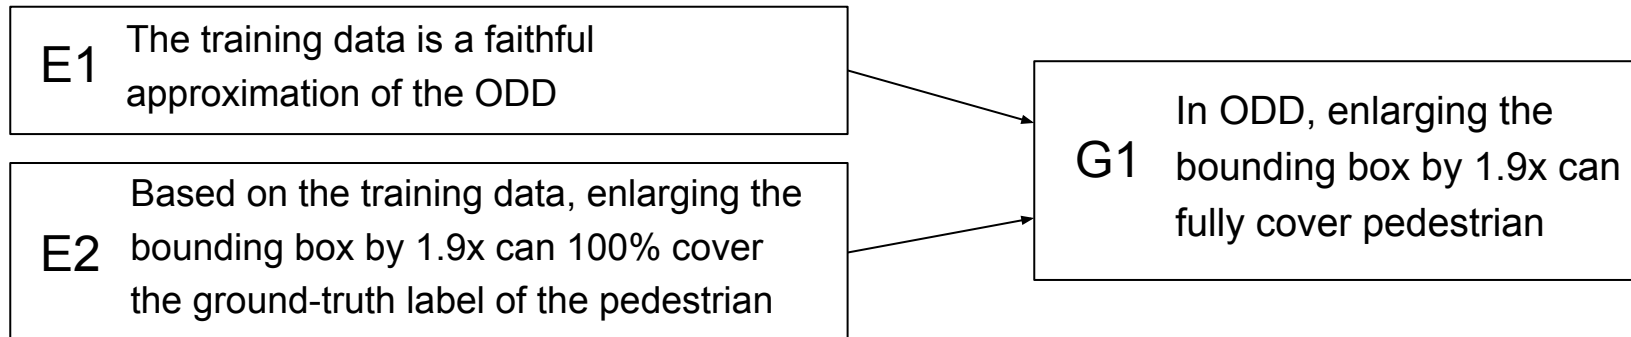 E1
The training data is a faithful
approximation of the ODD
E2
Based on the training data, enlarging the
bounding box by 1.9x can 100% cover
the ground-truth label of the pedestrian
G1
In ODD, enlarging the
bounding box by 1.9x can
fully cover pedestrian